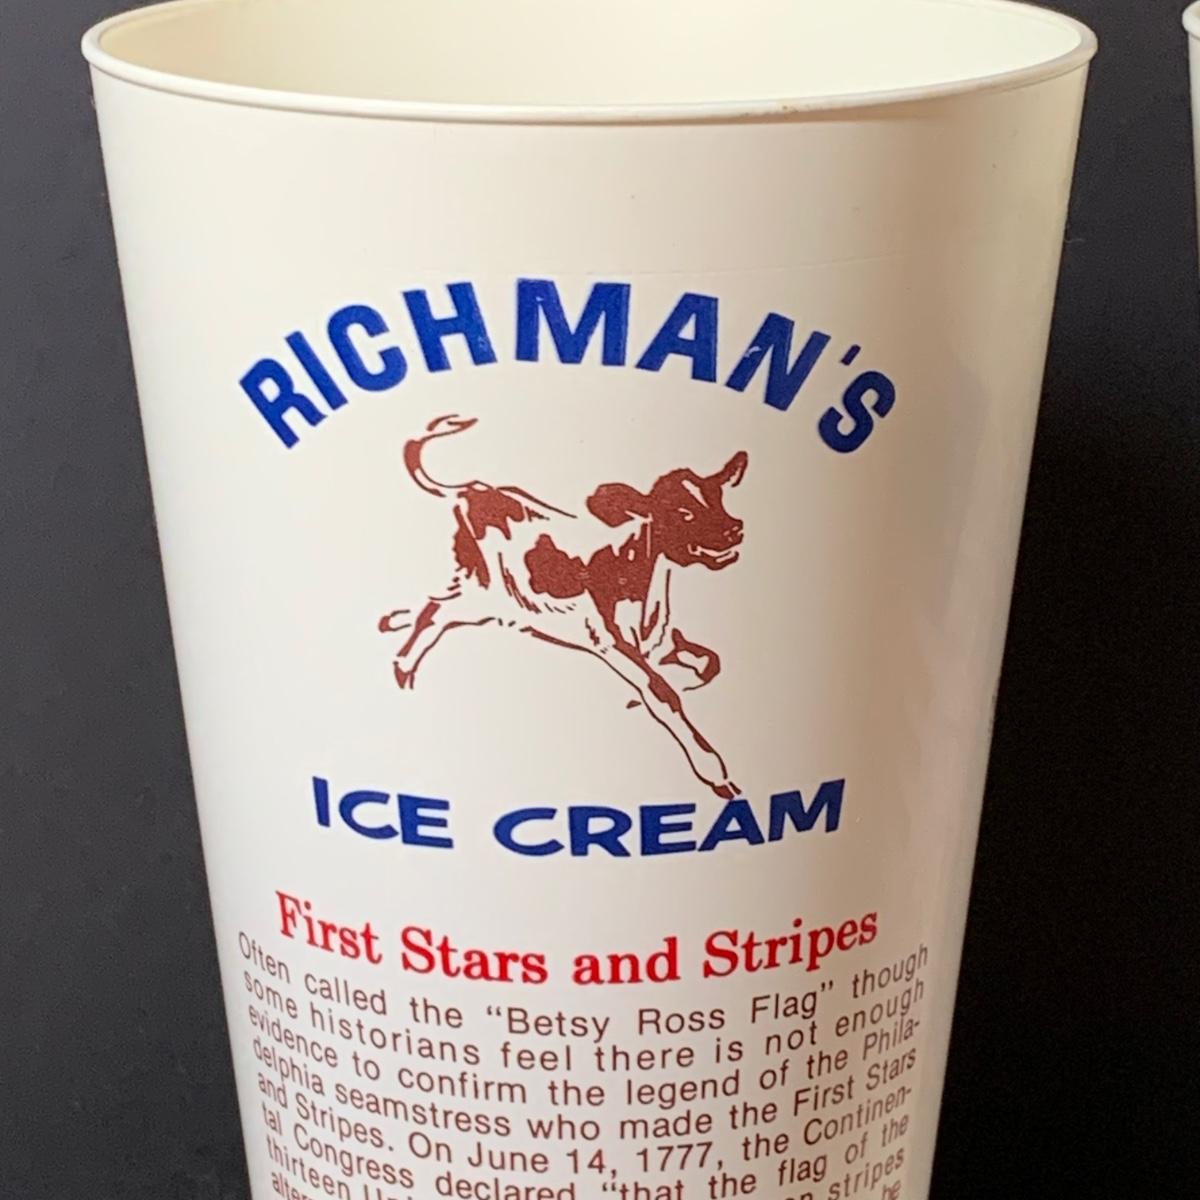 RICHMAN'S
ICE CREAM
First Stars and Stripes
Often called the “Betsy Ross Flag” though
some historians feel there is not enough
evidence to confirm the legend of the Phila-
delphia seamstress who made the First Stars
and Stripes. On June 14, 1777, the Continen-
tal Congress declared “that the flag of the
thirteen stripes